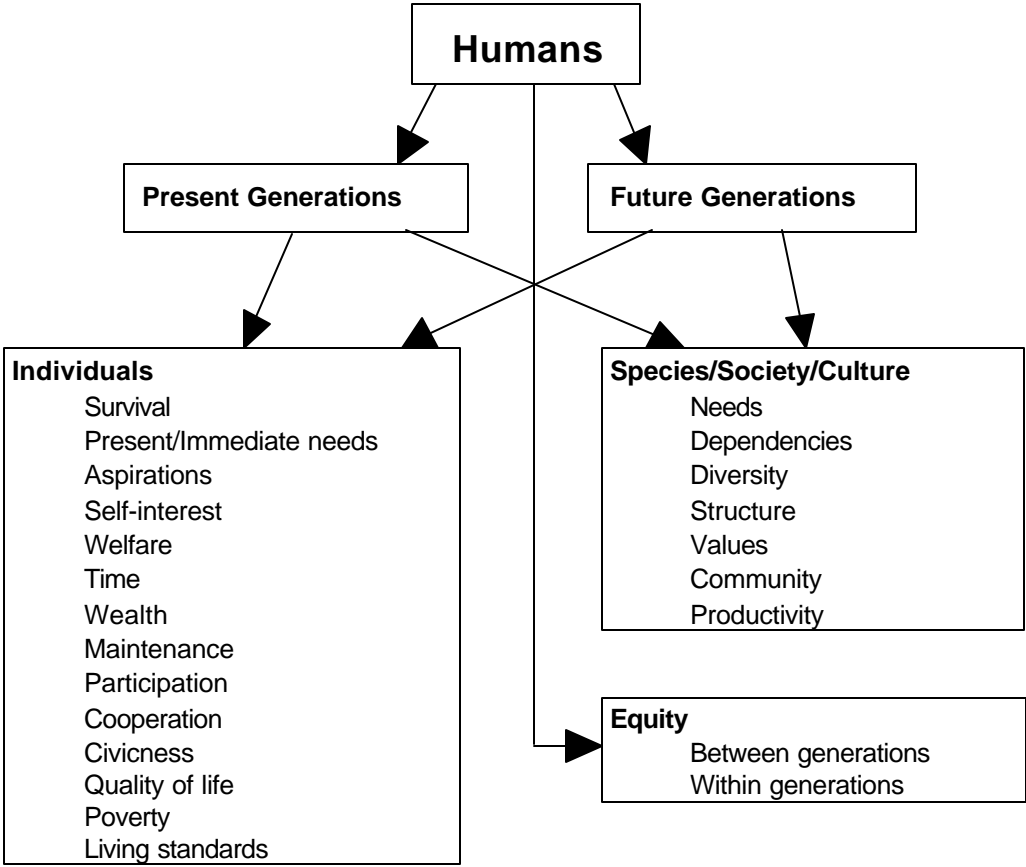 Humans
Present Generations
Future Generations
Individuals
Survival
Present/Immediate needs
Aspirations
Self-interest
Welfare
Time
Wealth
Maintenance
Participation
Cooperation
Civicness
Quality of life
Poverty
Living standards
Species/Society/Culture
Needs
Dependencies
Diversity
Structure
Values
Community
Productivity
Equity
Between generations
Within generations